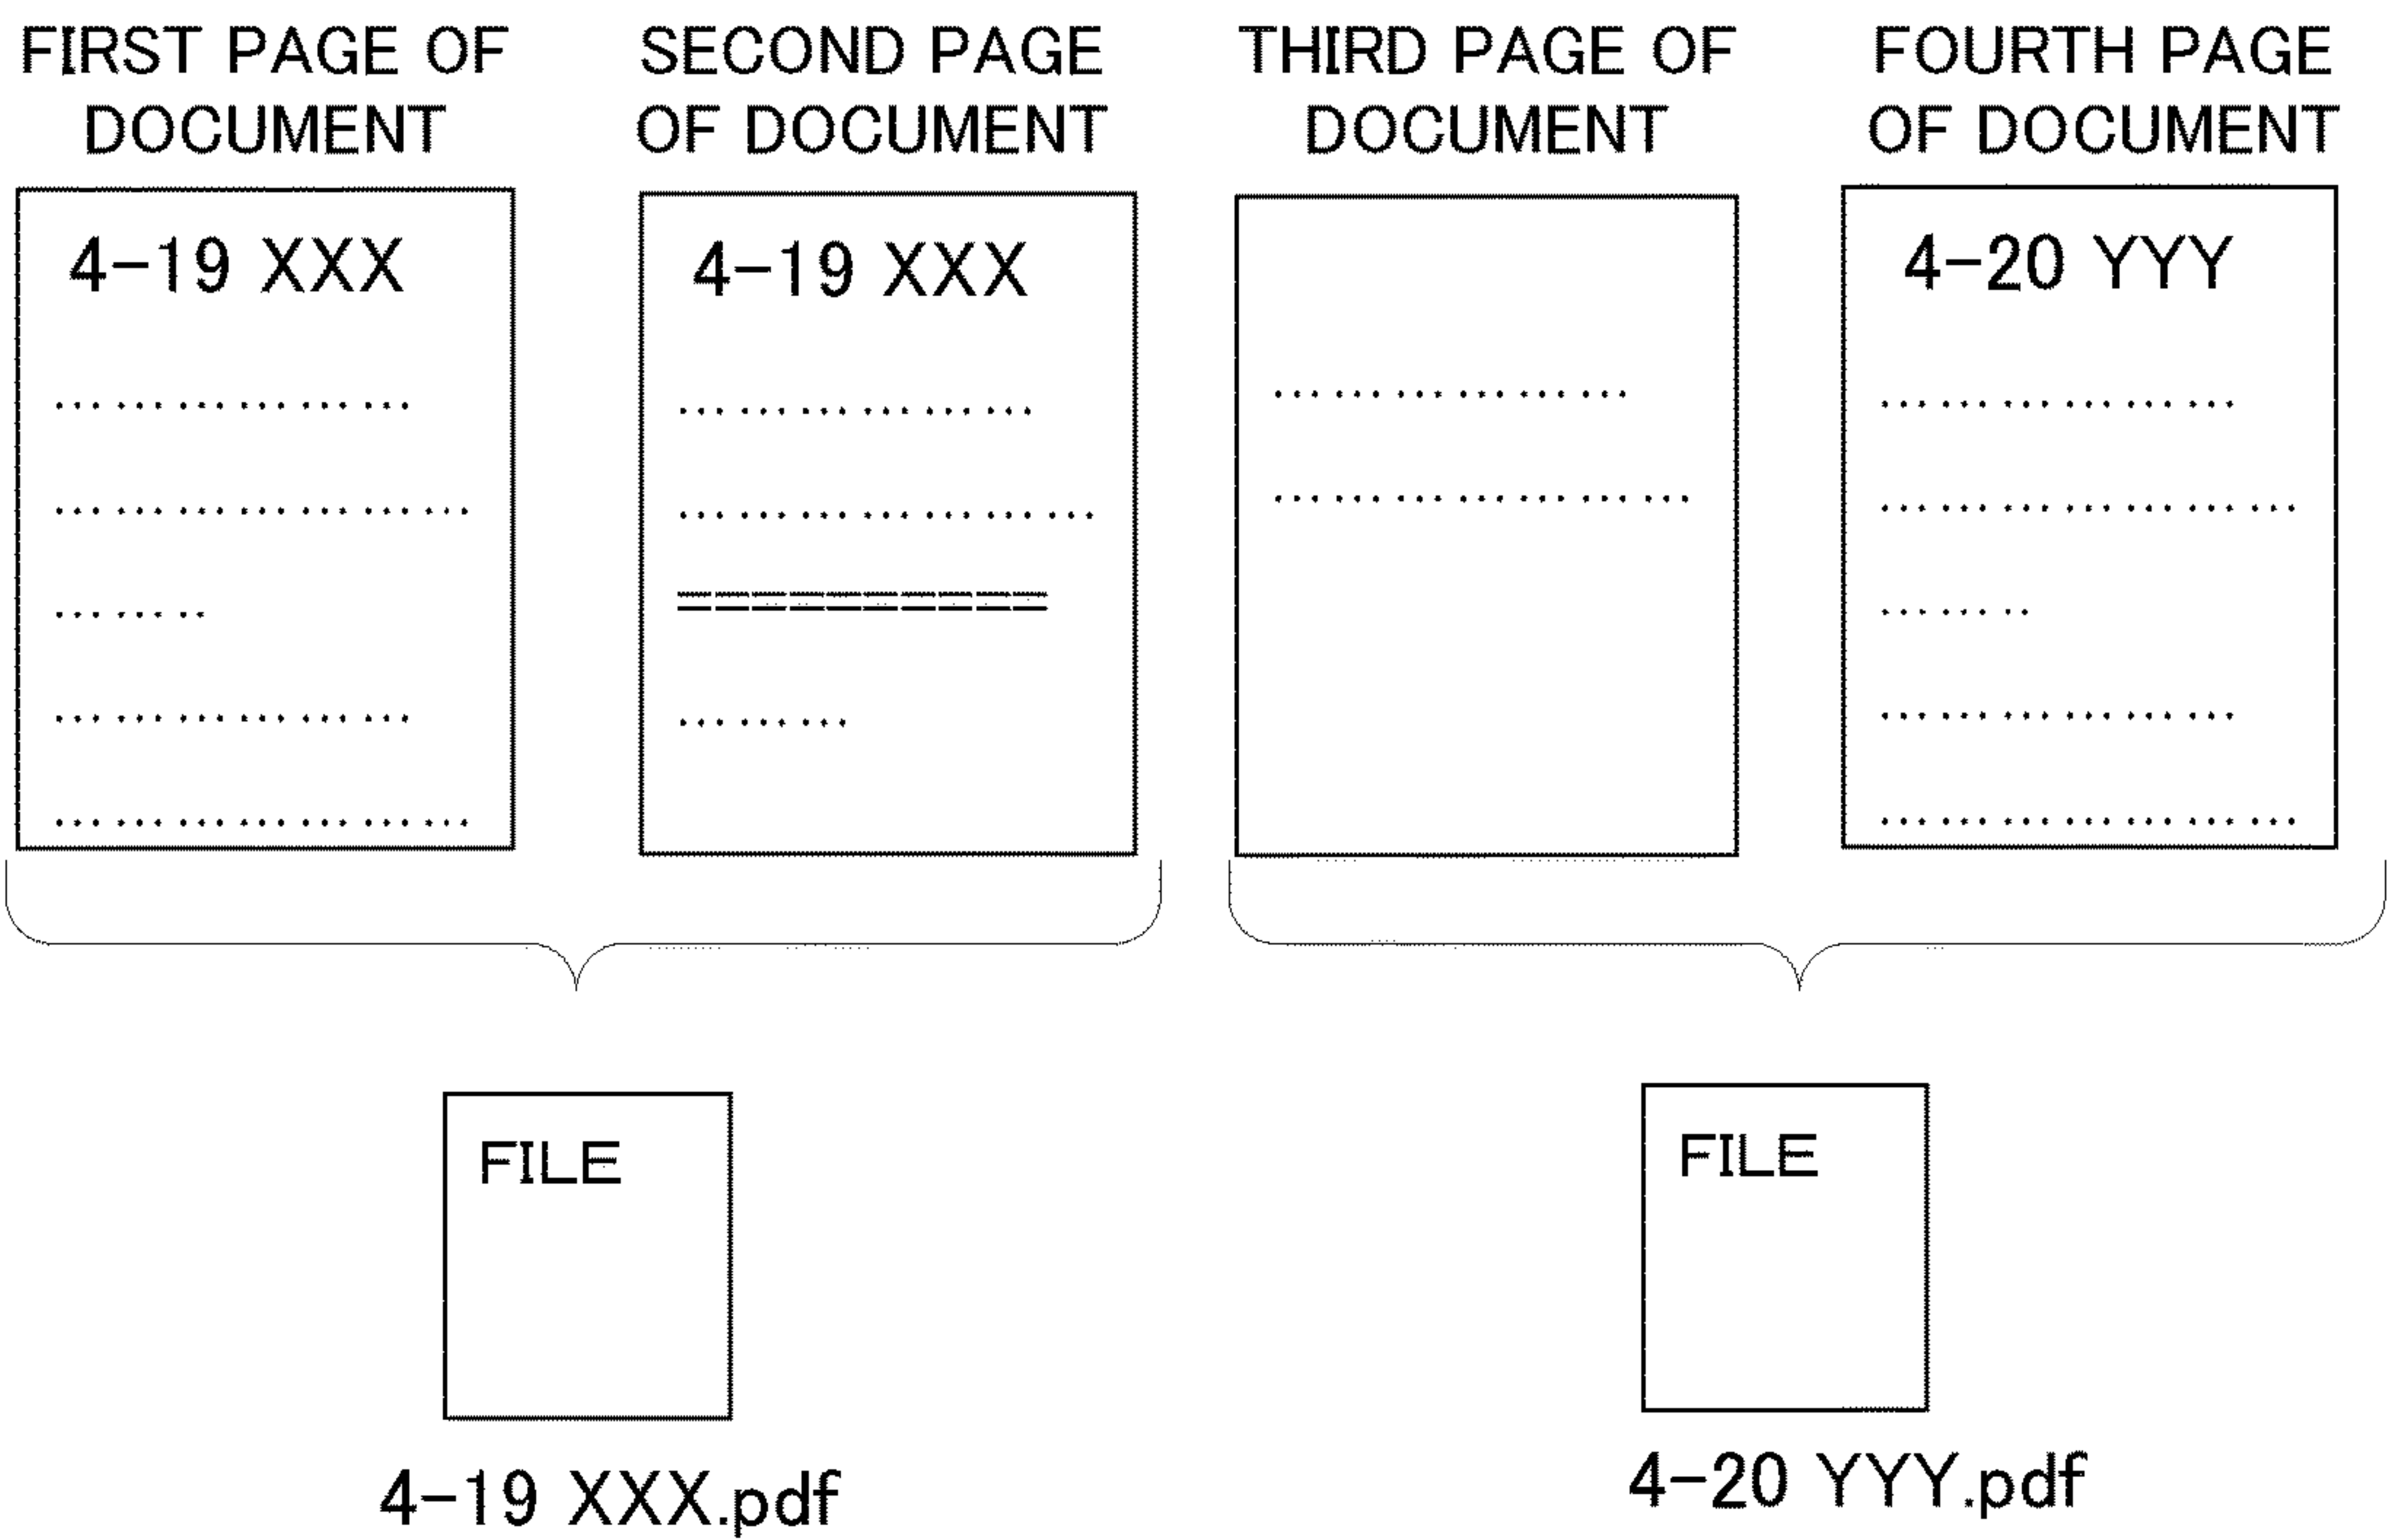 FIRST PAGE OF
DOCUMENT
SECOND PAGE
OF DOCUMENT
THIRD PAGE OF
DOCUMENT
FOURTH PAGE
OF DOCUMENT
4-19 XXX
4-19 XXX
4-20 YYY
FILE
4-19 XXX.pdf
FILE
4-20 YYY.pdf